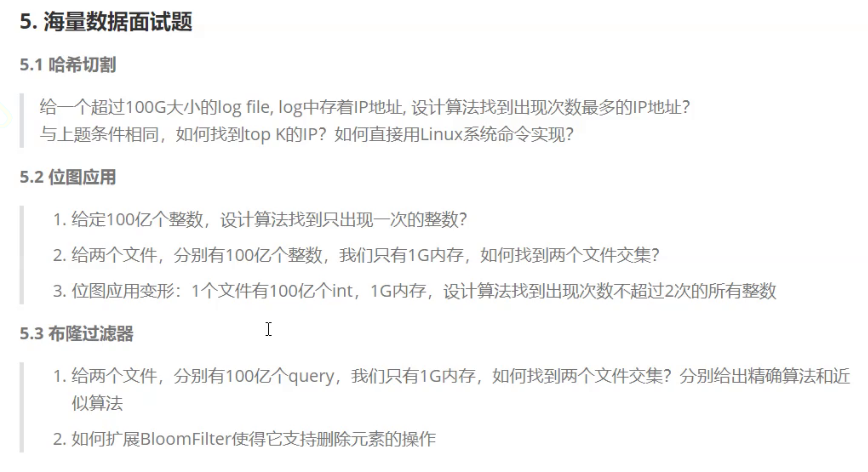 5. 海量数据面试题
5.1 哈希切割
给一个超过100G大小的log file, log中存着IP地址, 设计算法找到出现次数最多的IP地址？
与上题条件相同，如何找到top K的IP？如何直接用Linux系统命令实现？
5.2 位图应用
1. 给定100亿个整数，设计算法找到只出现一次的整数？
2. 给两个文件，分别有100亿个整数，我们只有1G内存，如何找到两个文件交集？
3. 位图应用变形：1个文件有100亿个int，1G内存，设计算法找到出现次数不超过2次的所有整数
5.3 布隆过滤器
1. 给两个文件，分别有100亿个query，我们只有1G内存，如何找到两个文件交集？分别给出精确算法和近
似算法
2. 如何扩展BloomFilter使得它支持删除元素的操作